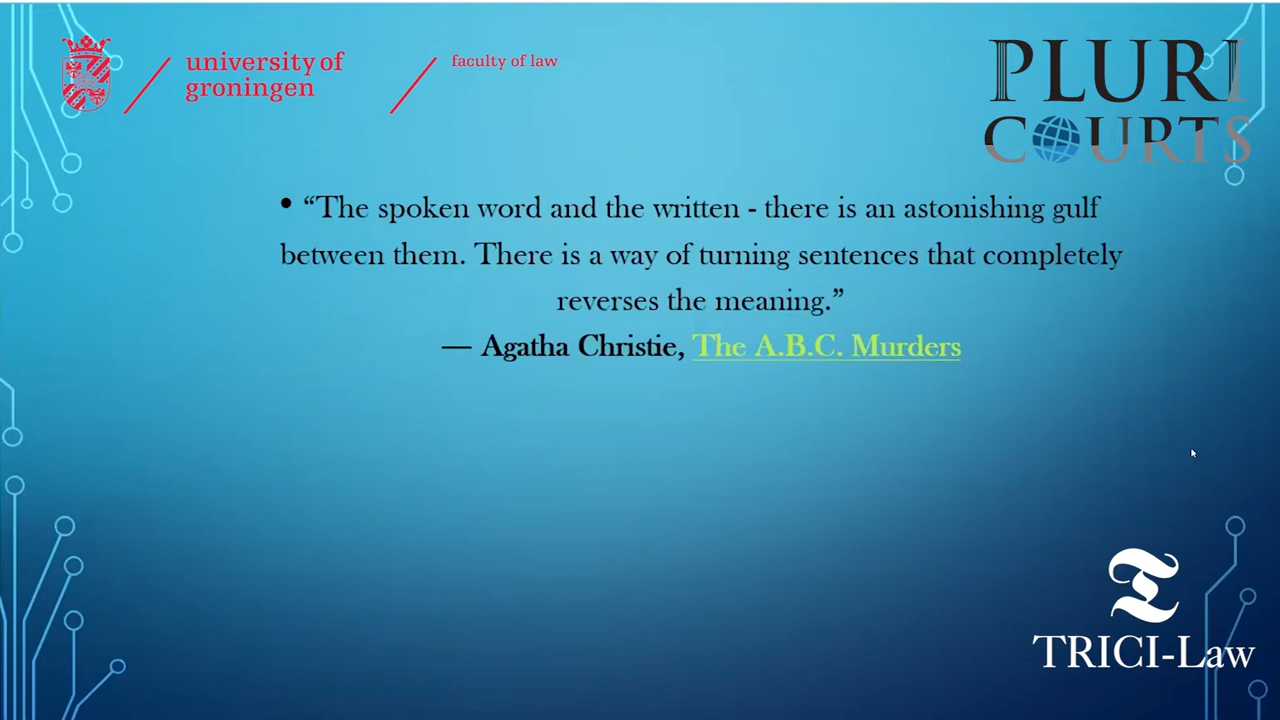 university of
groningen
faculty of law
PLURI
COURTS
• “The spoken word and the written - there is an astonishing gulf
between them. There is a way of turning sentences that completely
reverses the meaning.”
— Agatha Christie, The A.B.C. Murders
TRICI-Law